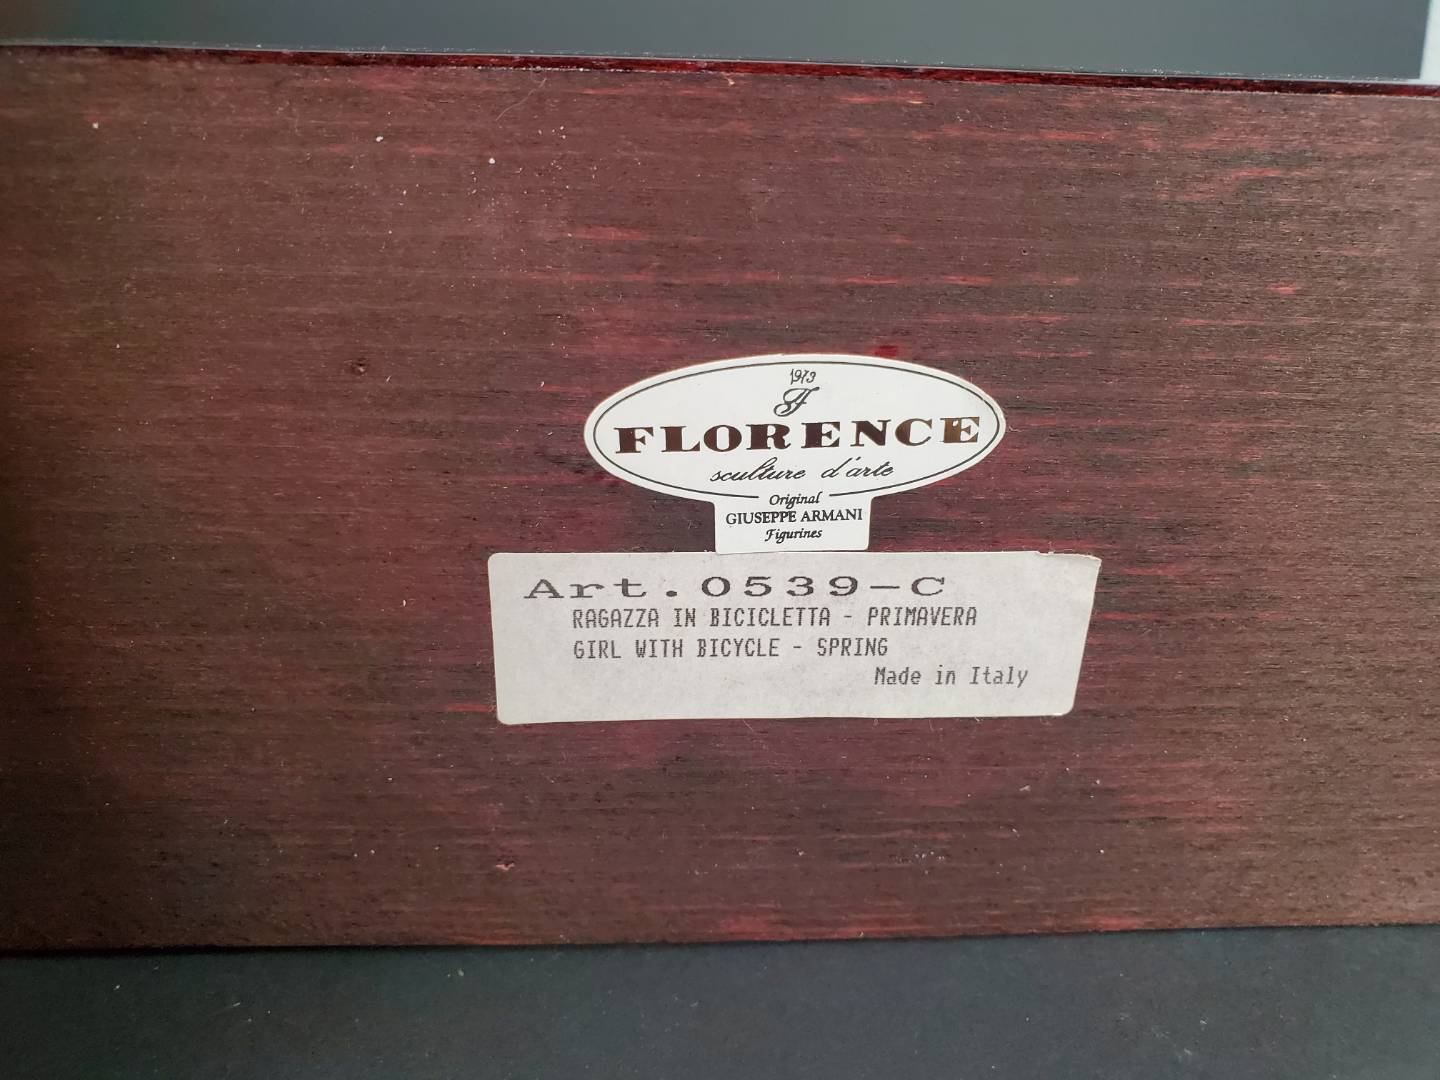 1973
F
FLORENCE
sculture d'arte
Original
GIUSEPPE ARMANI
Figurines
Art. 0539-C
RAGAZZA IN BICICLETTA - PRIMAVERA
GIRL WITH BICYCLE - SPRING
Made in Italy